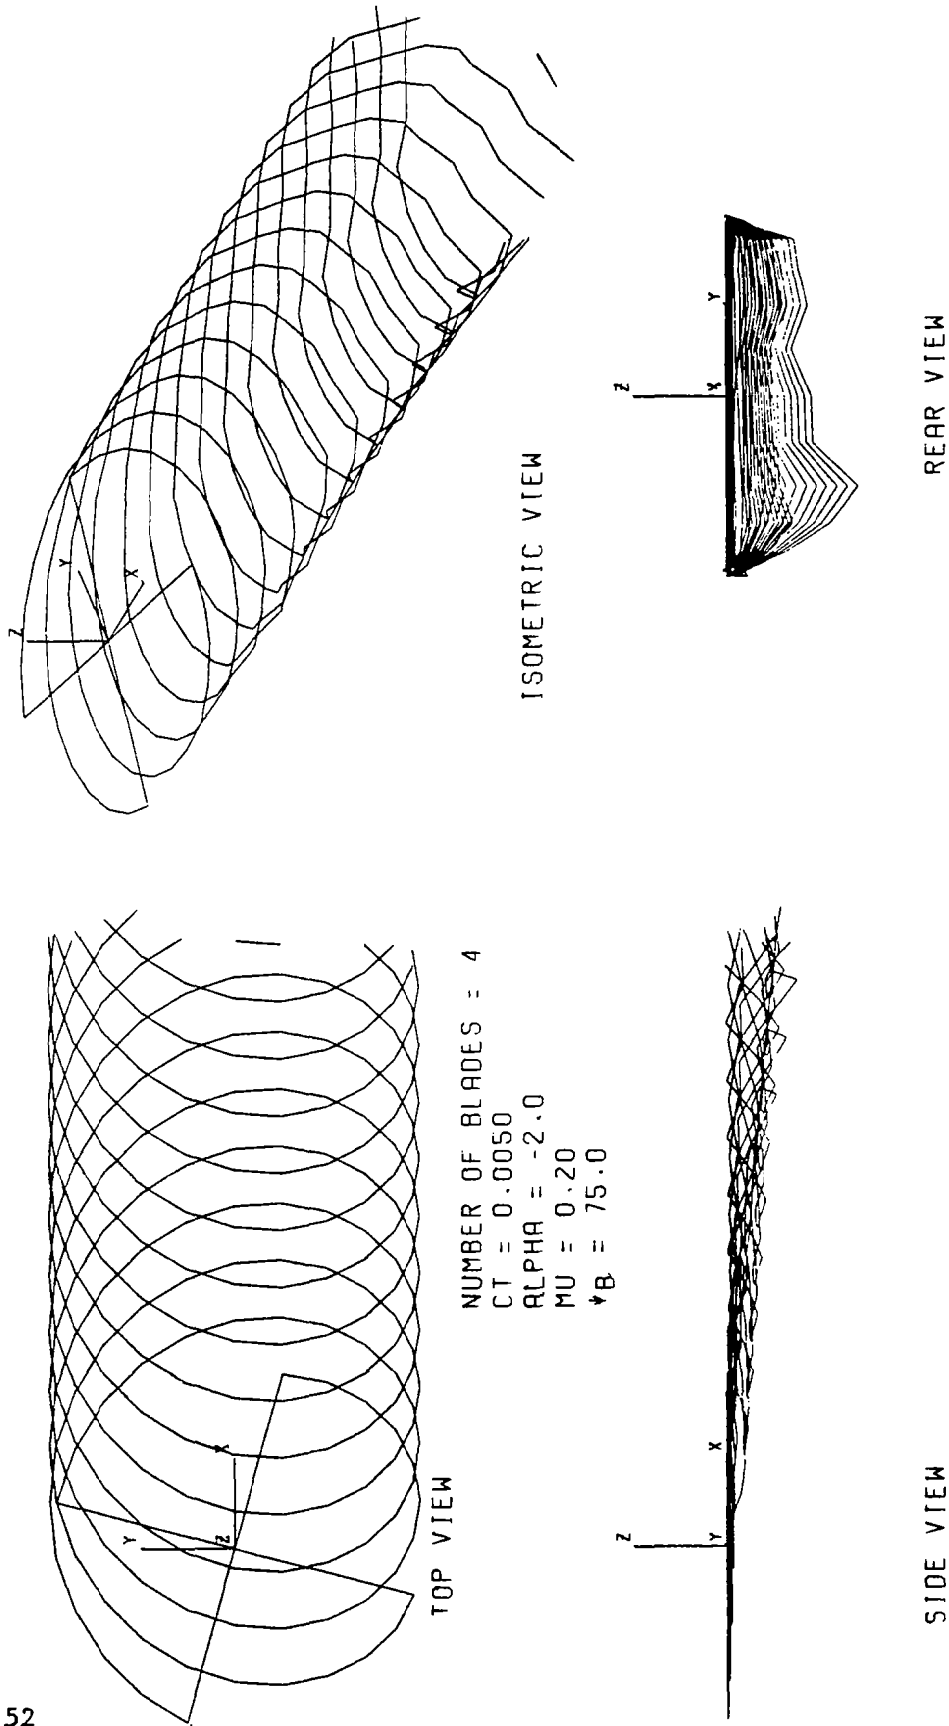 Y
Z
X
TOP VIEW
NUMBER OF BLADES = 4
CT = 0.0050
ALPHA = -2.0
MU = 0.20
ΨB = 75.0
Z
Y
X
ISOMETRIC VIEW
Z
Y
X
SIDE VIEW
Z
X
Y
REAR VIEW
52